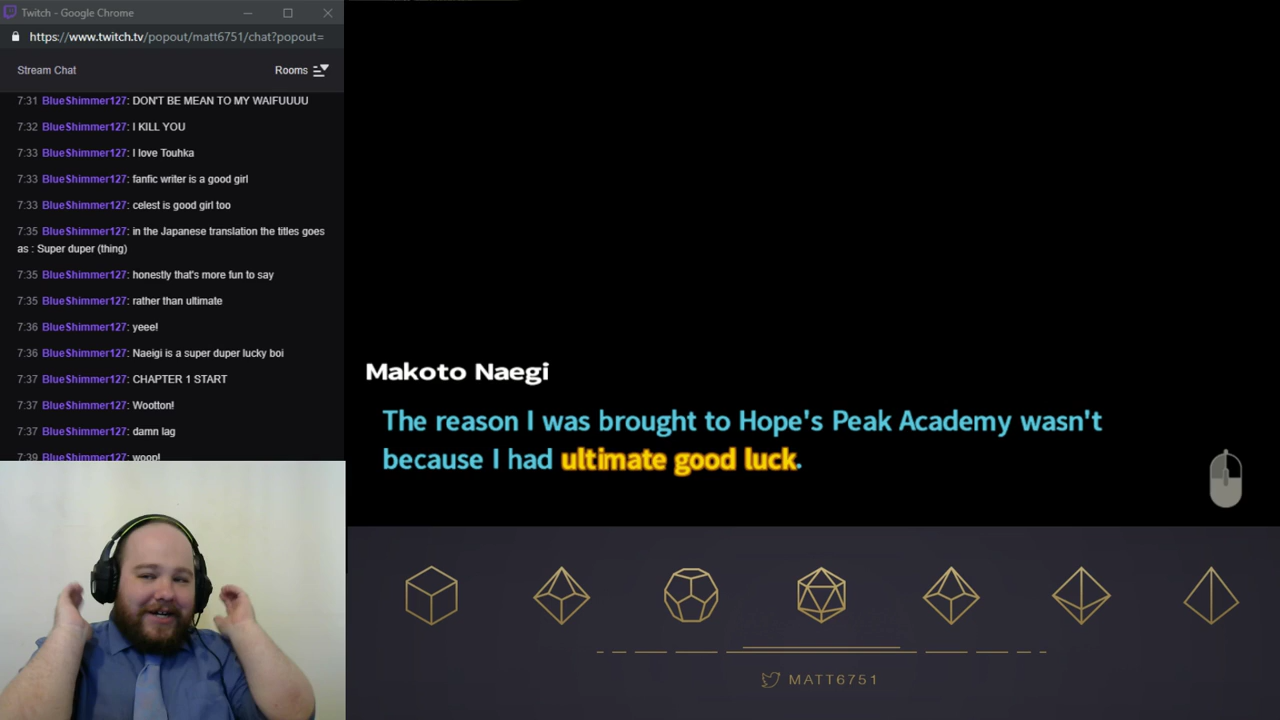 Twitch - Google Chrome
https://www.twitch.tv/popout/matt6751/chat?popout=
Stream Chat
Rooms
7:31 BlueShimmer127: DON'T BE MEAN TO MY WAIFUUUU
7:32 BlueShimmer127: I KILL YOU
7:33 BlueShimmer127: I love Touhka
7:33 BlueShimmer127: fanfic writer is a good girl
7:33 BlueShimmer127: celest is good girl too
7:35 BlueShimmer127: in the Japanese translation the titles goes
as : Super duper (thing)
7:35 BlueShimmer127: honestly that's more fun to say
7:35 BlueShimmer127: rather than ultimate
7:36 BlueShimmer127: yeee!
7:36 BlueShimmer127: Naeigi is a super duper lucky boi
7:37 BlueShimmer127: CHAPTER 1 START
7:37 BlueShimmer127: Wootton!
7:37 BlueShimmer127: damn lag
7:39 BlueShimmer127: woop!
Makoto Naegi
The reason I was brought to Hope's Peak Academy wasn't
because I had ultimate good luck.
MATT6751